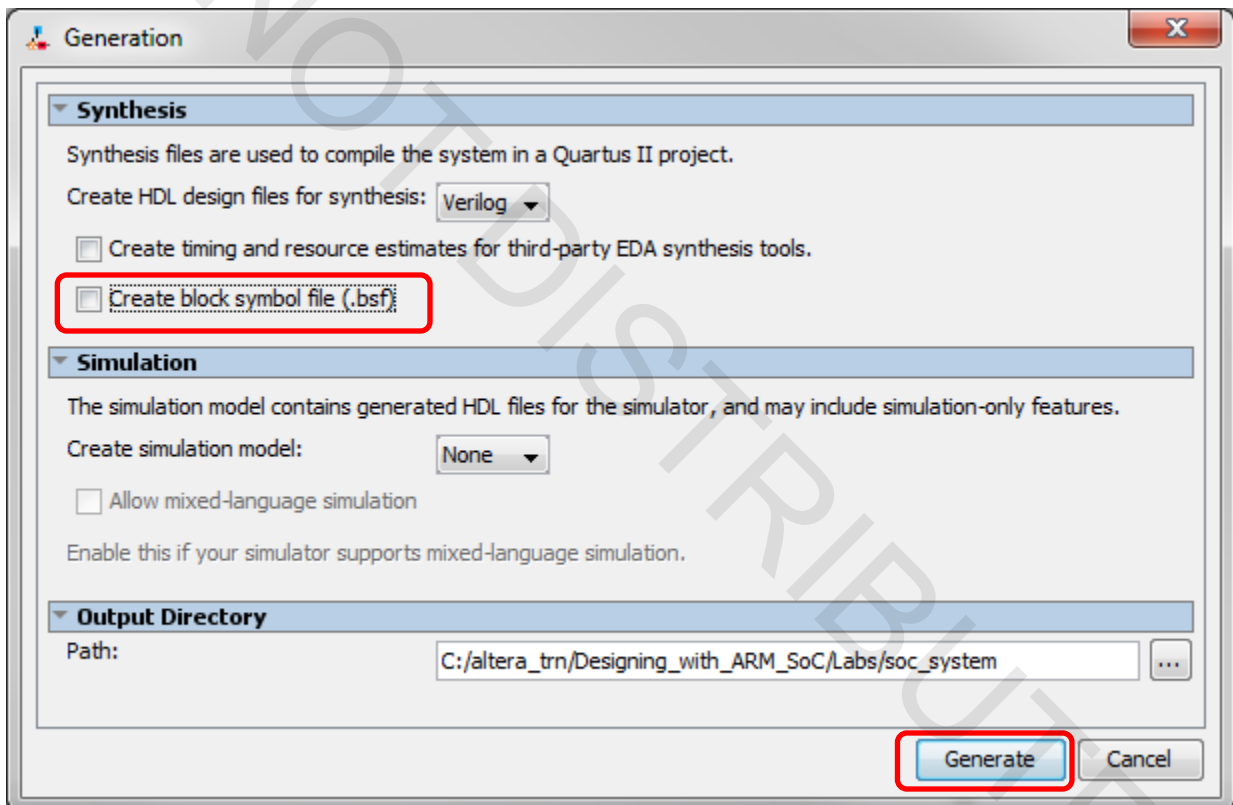 Generation
Synthesis
Synthesis files are used to compile the system in a Quartus II project.
Create HDL design files for synthesis: Verilog
Create timing and resource estimates for third-party EDA synthesis tools.
Create block symbol file (.bsf)
Simulation
The simulation model contains generated HDL files for the simulator, and may include simulation-only features.
Create simulation model: None
Allow mixed-language simulation
Enable this if your simulator supports mixed-language simulation.
Output Directory
Path: C:/altera_trn/Designing_with_ARM_SoC/Labs/soc_system ...
Generate Cancel
NOT DISTRIBUTE